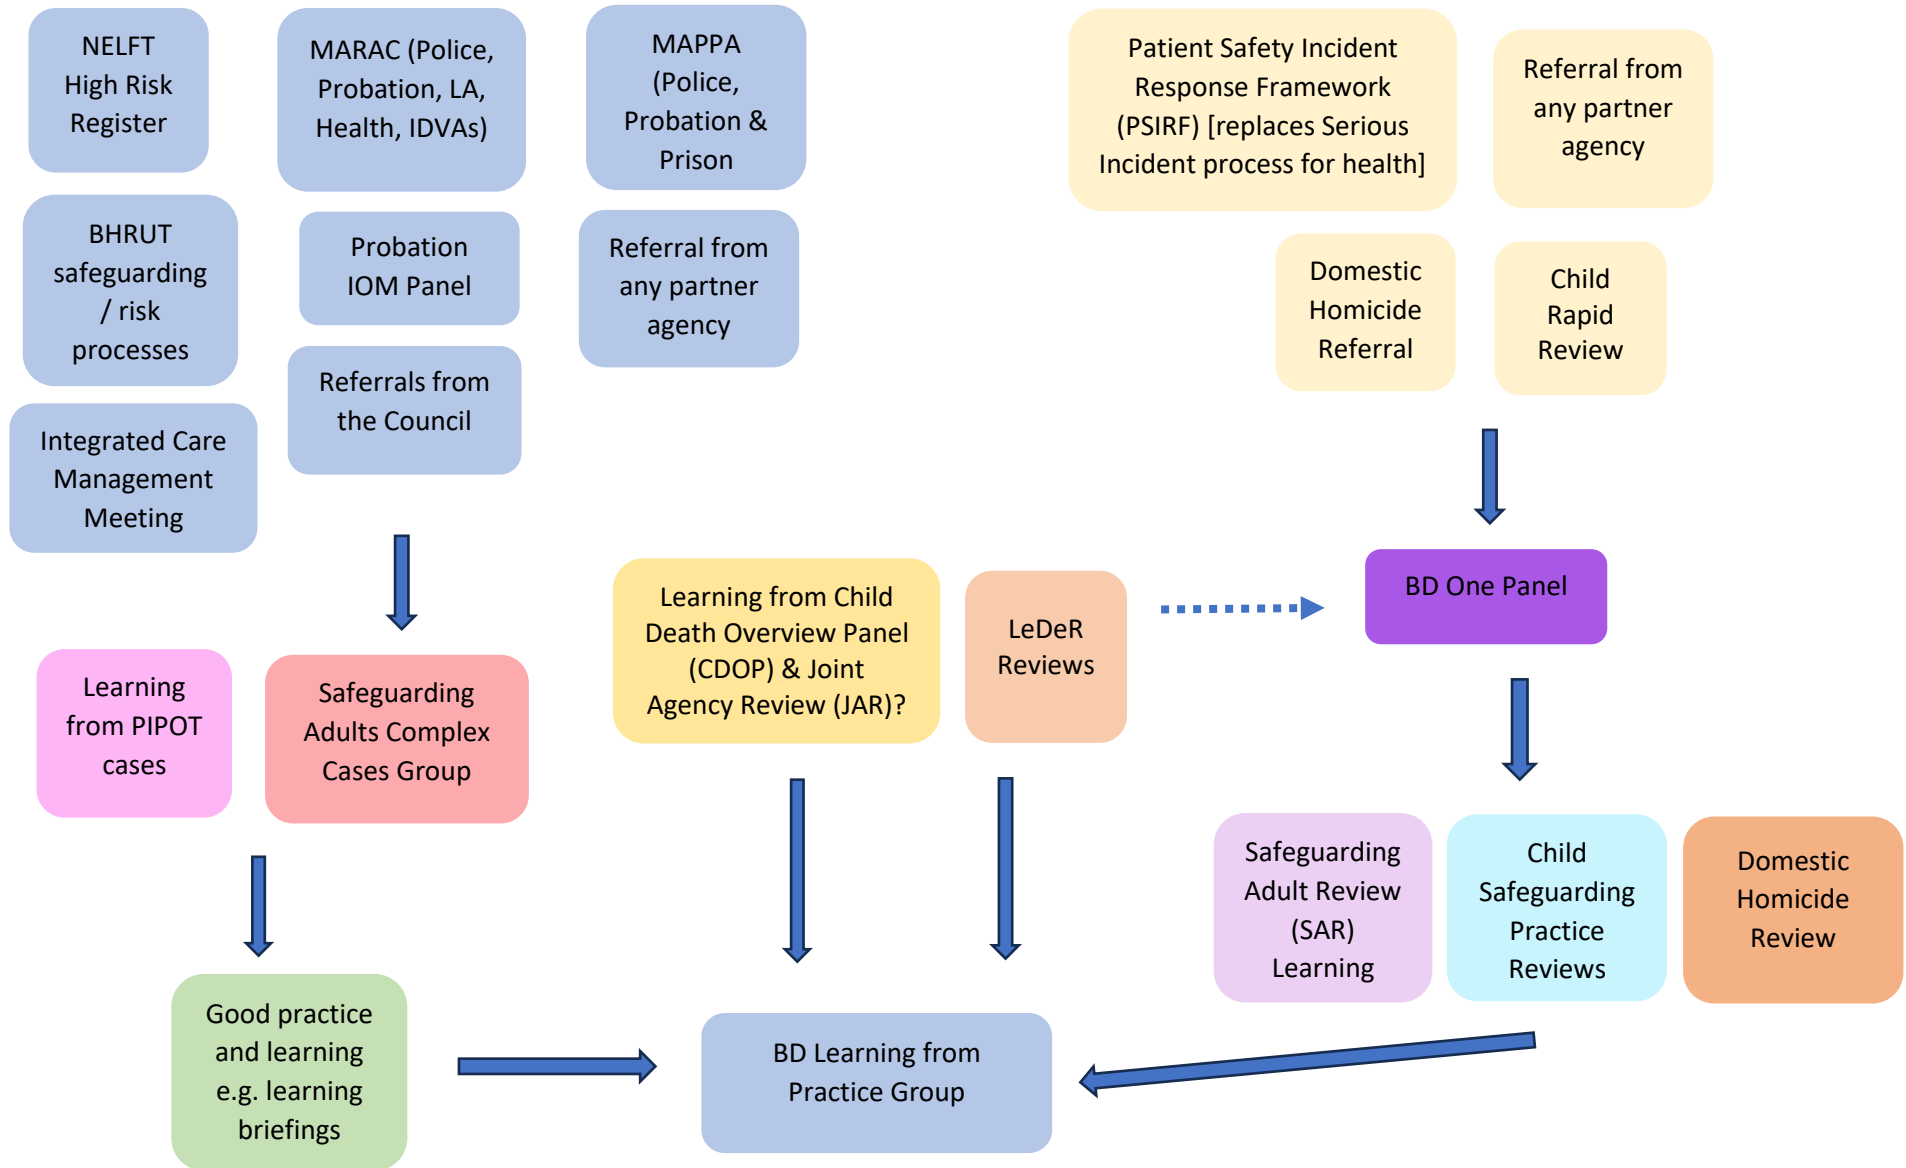 NELFT
High Risk
Register
MARAC (Police,
Probation, LA,
Health, IDVAs)
MAPPA
(Police,
Probation &
Prison
Patient Safety Incident
Response Framework
(PSIRF) [replaces Serious
Incident process for health]
Referral from
any partner
agency
BHRUT
safeguarding
/ risk
processes
Probation
IOM Panel
Referral from
any partner
agency
Domestic
Homicide
Referral
Child
Rapid
Review
Integrated Care
Management
Meeting
Referrals from
the Council
Learning
from PIPOT
cases
Safeguarding
Adults Complex
Cases Group
Learning from Child
Death Overview Panel
(CDOP) & Joint
Agency Review (JAR)?
LeDeR
Reviews
BD One Panel
Safeguarding
Adult Review
(SAR)
Learning
Child
Safeguarding
Practice
Reviews
Domestic
Homicide
Review
Good practice
and learning
e.g. learning
briefings
BD Learning from
Practice Group